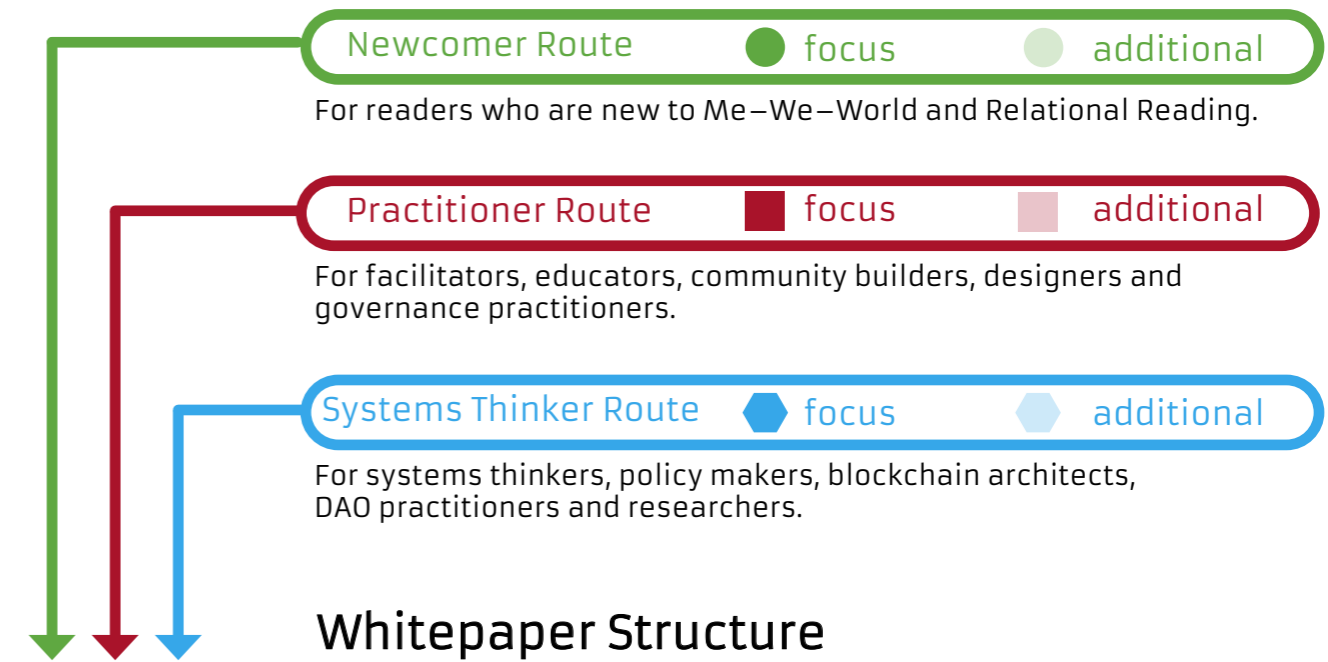 Newcomer Route focus additional
For readers who are new to Me–We–World and Relational Reading.
Practitioner Route focus additional
For facilitators, educators, community builders, designers and
governance practitioners.
Systems Thinker Route focus additional
For systems thinkers, policy makers, blockchain architects,
DAO practitioners and researchers.
Whitepaper Structure